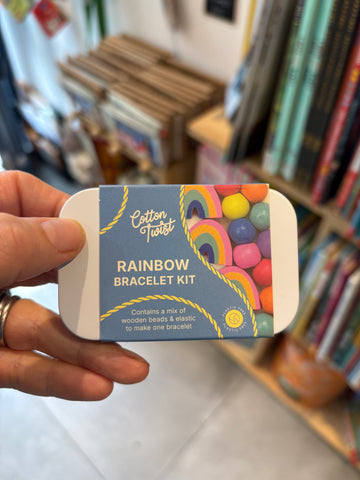 Cotton
Twist
RAINBOW
BRACELET KIT
Contains a mix of
wooden beads & elastic
to make one bracelet